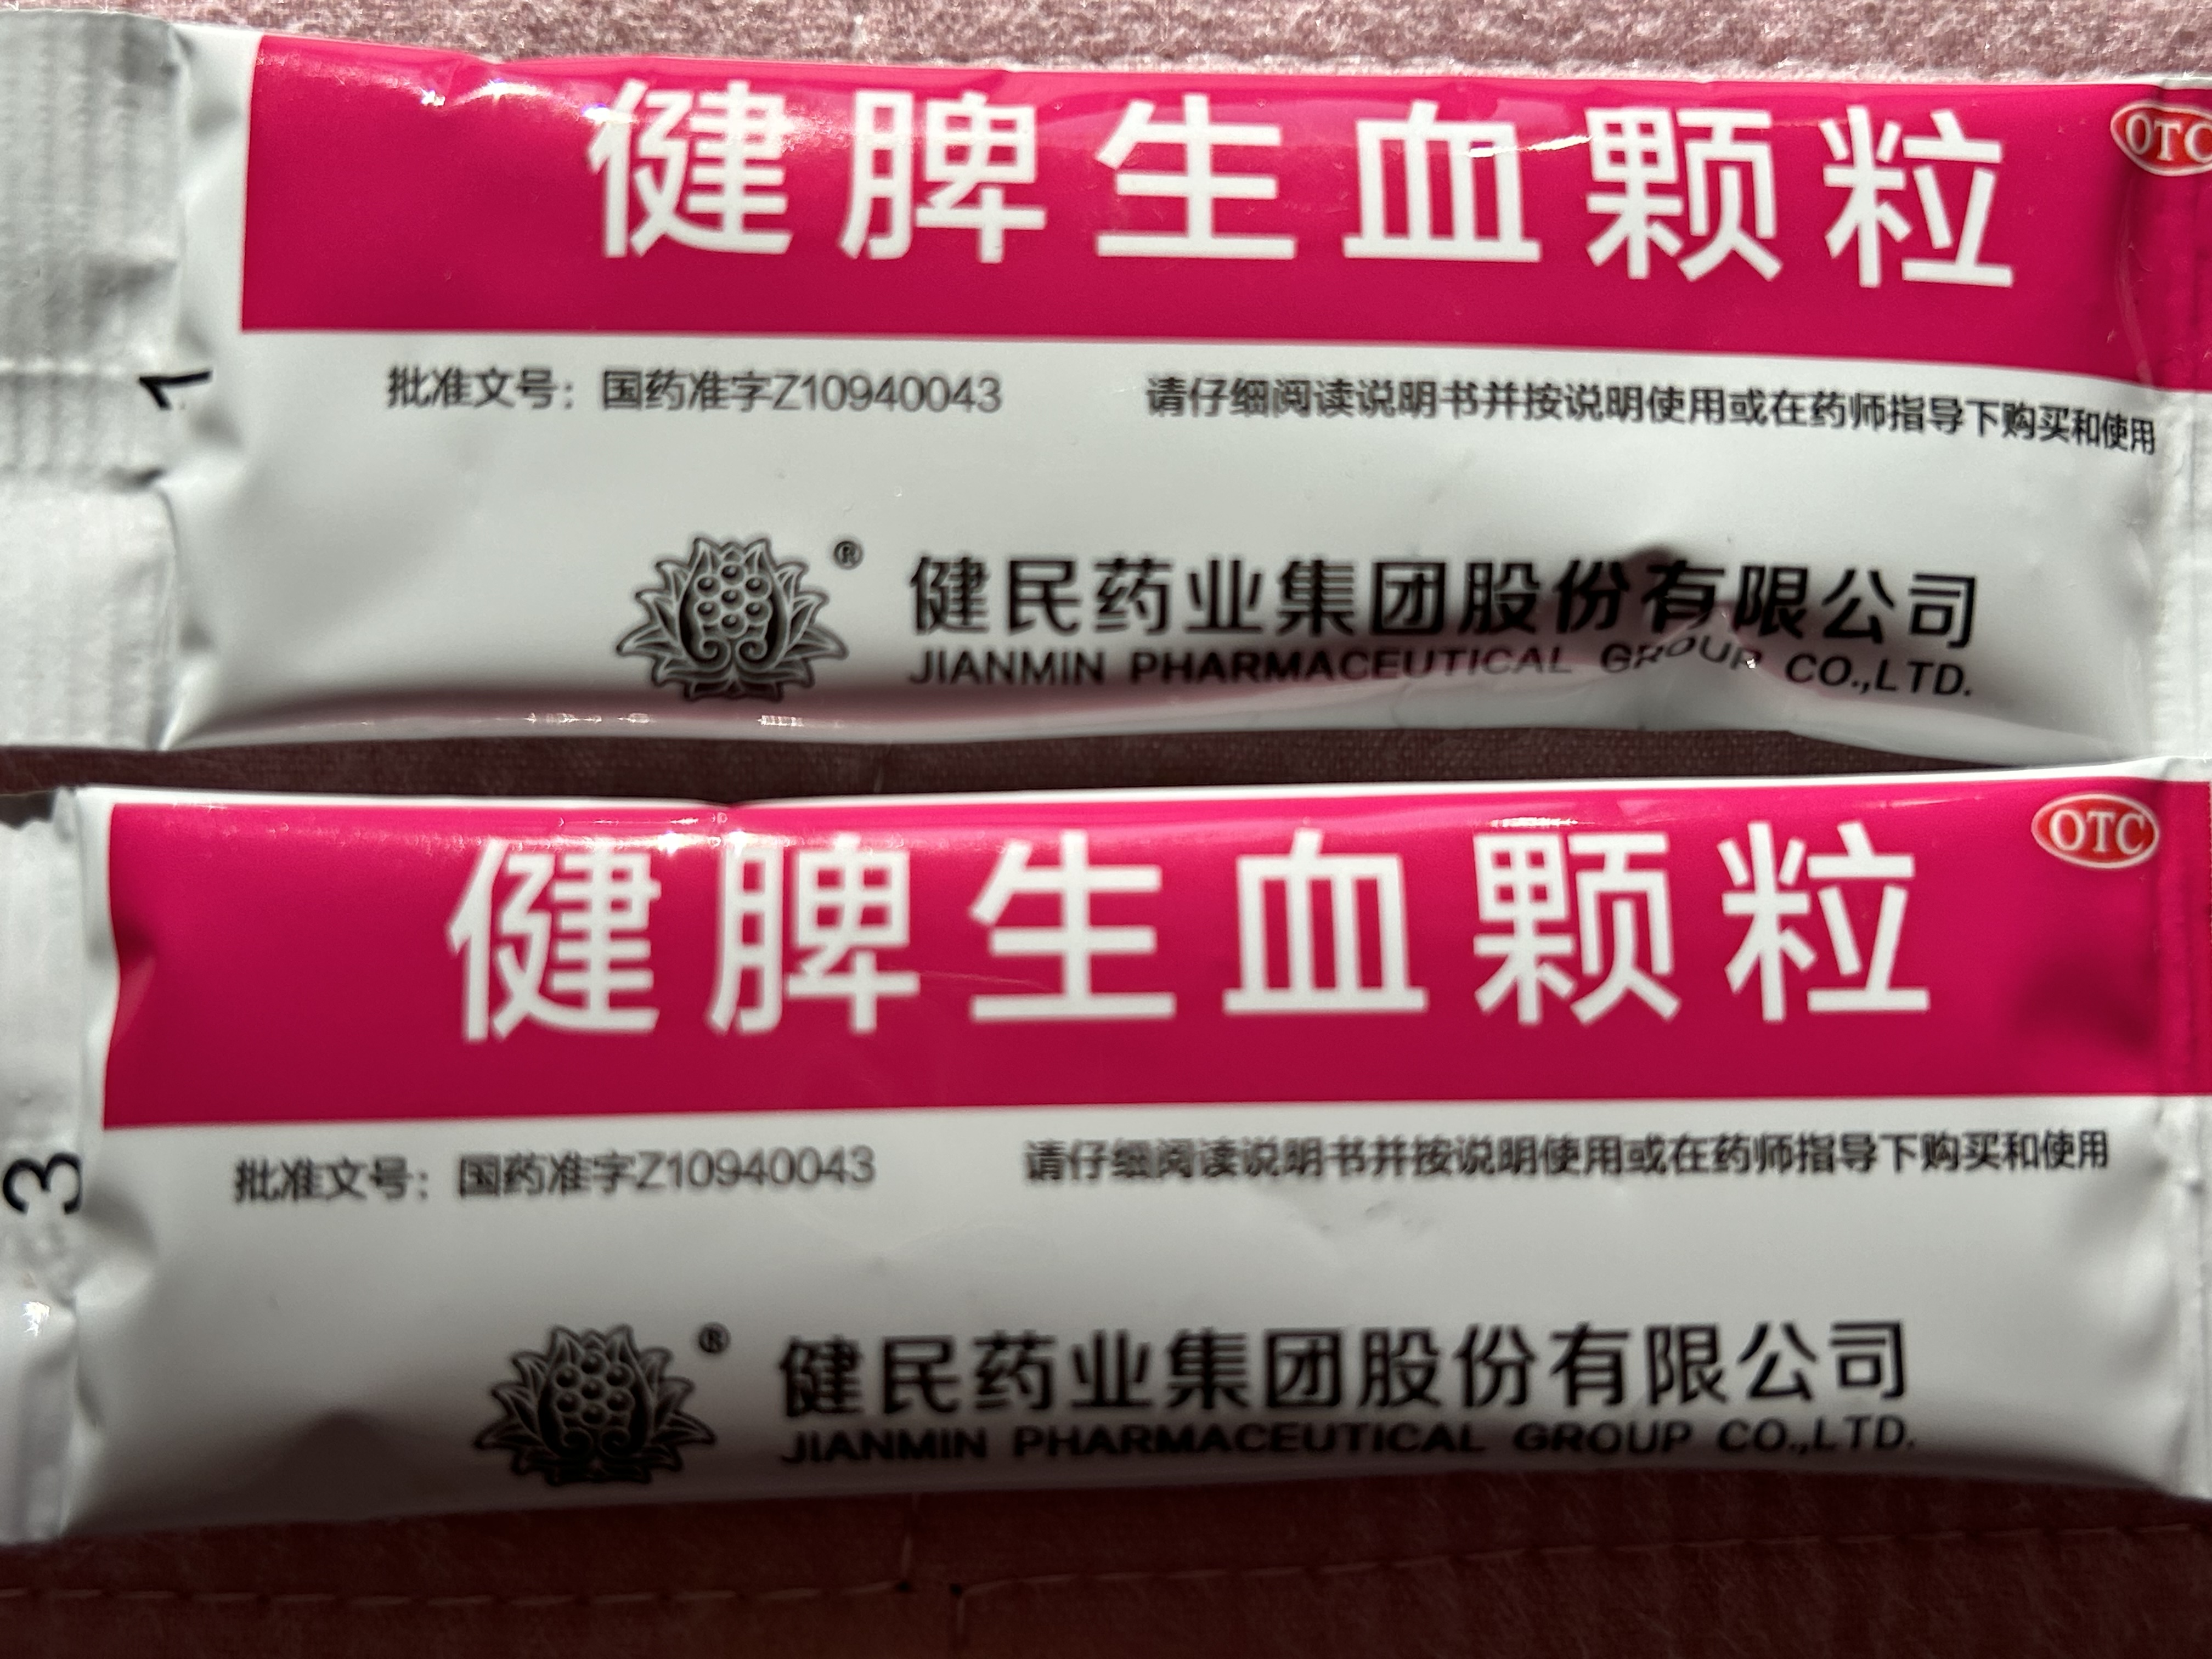 健脾生血颗粒
OTC
批准文号：国药准字Z10940043
请仔细阅读说明书并按说明使用或在药师指导下购买和使用
1
®
健民药业集团股份有限公司
JIANMIN PHARMACEUTICAL GROUP CO.,LTD.
健脾生血颗粒
OTC
批准文号：国药准字Z10940043
请仔细阅读说明书并按说明使用或在药师指导下购买和使用
3
®
健民药业集团股份有限公司
JIANMIN PHARMACEUTICAL GROUP CO.,LTD.